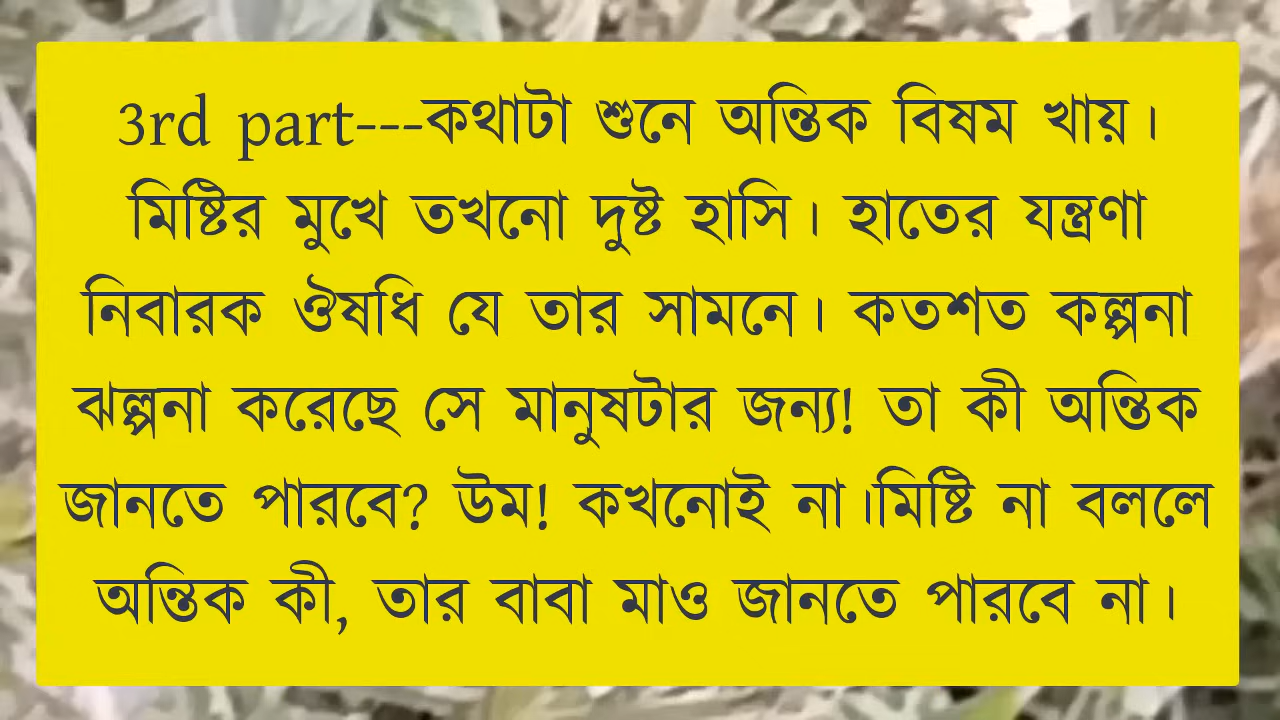 3rd part---কথাটা শুনে অন্তিক বিষম খায়।
মিষ্টির মুখে তখনো দুষ্ট হাসি। হাতের যন্ত্রণা
নিবারক ঔষধি যে তার সামনে। কতশত কল্পনা
ঝল্পনা করেছে সে মানুষটার জন্য! তা কী অন্তিক
জানতে পারবে? উম! কখনোই না।মিষ্টি না বললে
অন্তিক কী, তার বাবা মাও জানতে পারবে না।